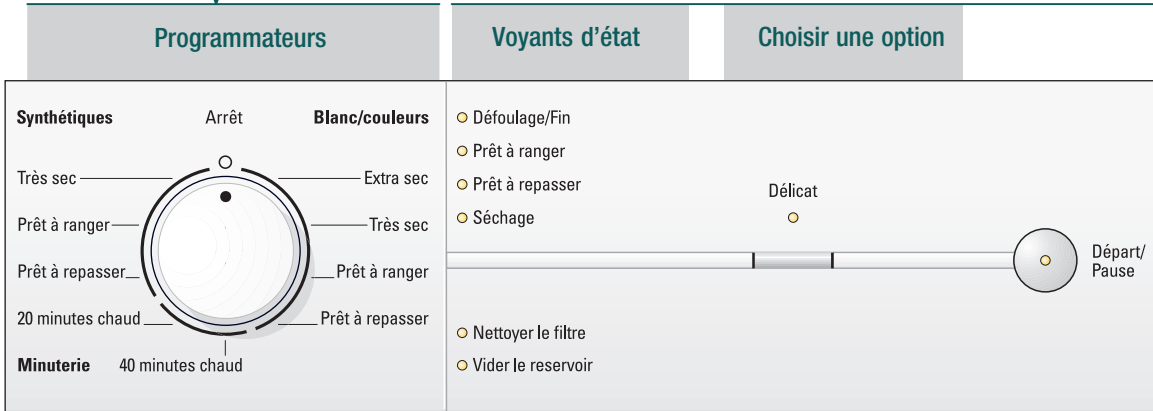 Programmateurs
Voyants d'état
Choisir une option
Synthétiques
Arrêt
Blanc/couleurs
Très sec
Prêt à ranger
Prêt à repasser
20 minutes chaud
Minuterie
40 minutes chaud
Extra sec
Très sec
Prêt à ranger
Prêt à repasser
Défoulage/Fin
Prêt à ranger
Prêt à repasser
Séchage
Nettoyer le filtre
Vider le reservoir
Délicat
Départ/
Pause